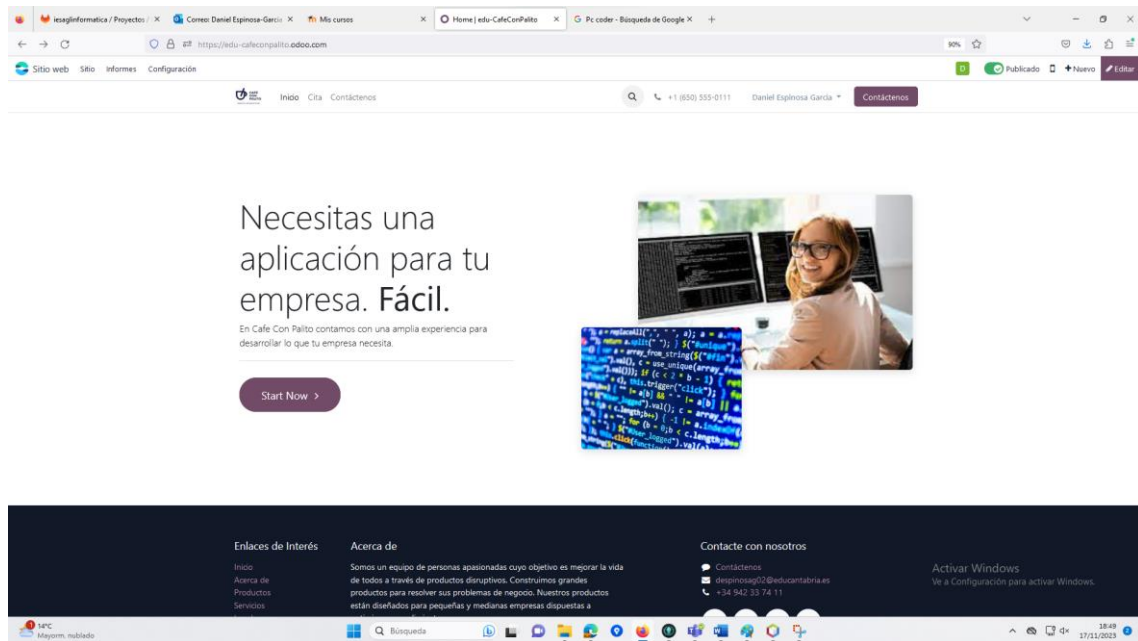 iesaglinformatica / Proyectos /
Correo: Daniel Espinosa-Garcia
Mis cursos
Home | edu-CafeConPalito
Pc coder - Búsqueda de Google
https://edu-cafeconpalito.odoo.com
90%
Sitio web Sitio Informes Configuración
D Publicado Nuevo Editar
Inicio Cita Contáctenos
+1 (650) 555-0111 Daniel Espinosa García Contáctenos
Necesitas una
aplicación para tu
empresa. Fácil.
En Cafe Con Palito contamos con una amplia experiencia para
desarrollar lo que tu empresa necesita.
Start Now >
Enlaces de Interés
Inicio
Acerca de
Productos
Servicios
Acerca de
Somos un equipo de personas apasionadas cuyo objetivo es mejorar la vida
de todos a través de productos disruptivos. Construimos grandes
productos para resolver sus problemas de negocio. Nuestros productos
están diseñados para pequeñas y medianas empresas dispuestas a
Contacte con nosotros
Contáctenos
despinosag02@educantabria.es
+34 942 33 74 11
Activar Windows
Ve a Configuración para activar Windows.
14°C
Mayorm. nublado
Búsqueda
18:49
17/11/2023